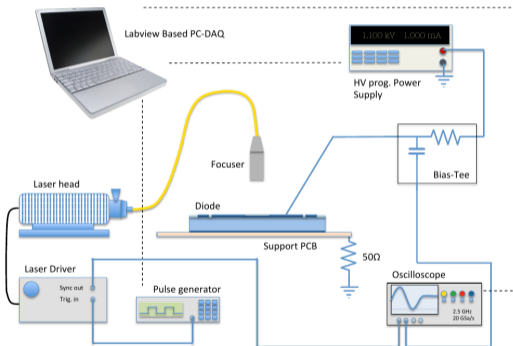 Labview Based PC-DAQ
1.100 kV 1.000 mA
HV prog. Power
Supply
Focuser
Bias-Tee
Laser head
Diode
Support PCB
50Ω
Laser Driver
Sync out
Trig. in
Pulse generator
Oscilloscope
2.5 GHz
20 GSa/s